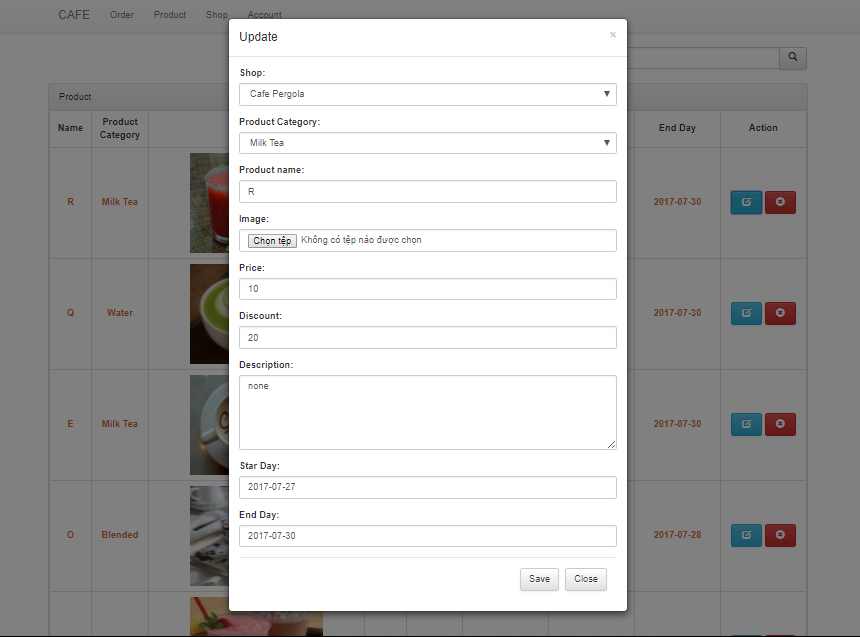 CAFE Order Product Shop Account
Update ×
Shop:
Cafe Pergola
Product Category:
Milk Tea
Product name:
R
Image:
Chọn tệp Không có tệp nào được chọn
Price:
10
Discount:
20
Description:
none
Star Day:
2017-07-27
End Day:
2017-07-30
Save Close
Product
Name Product Category End Day Action
R Milk Tea 2017-07-30
Q Water 2017-07-30
E Milk Tea 2017-07-30
O Blended 2017-07-28